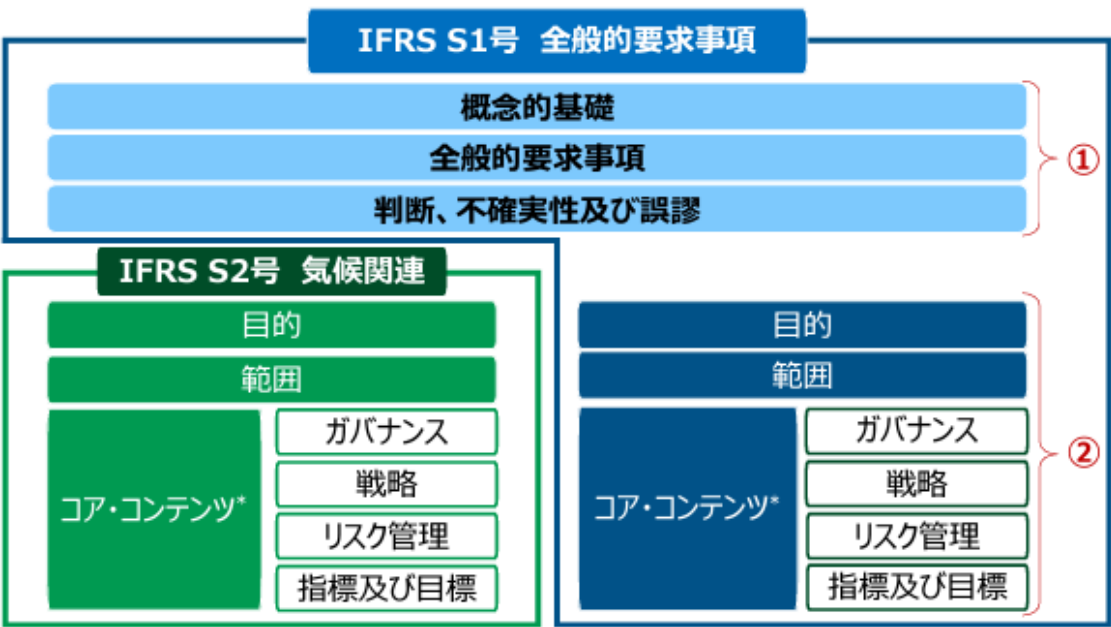 IFRS S1号 全般的要求事項
概念的基礎
全般的要求事項
判断、不確実性及び誤謬
①
IFRS S2号 気候関連
目的
範囲
コア・コンテンツ*
ガバナンス
戦略
リスク管理
指標及び目標
目的
範囲
コア・コンテンツ*
ガバナンス
戦略
リスク管理
指標及び目標
②